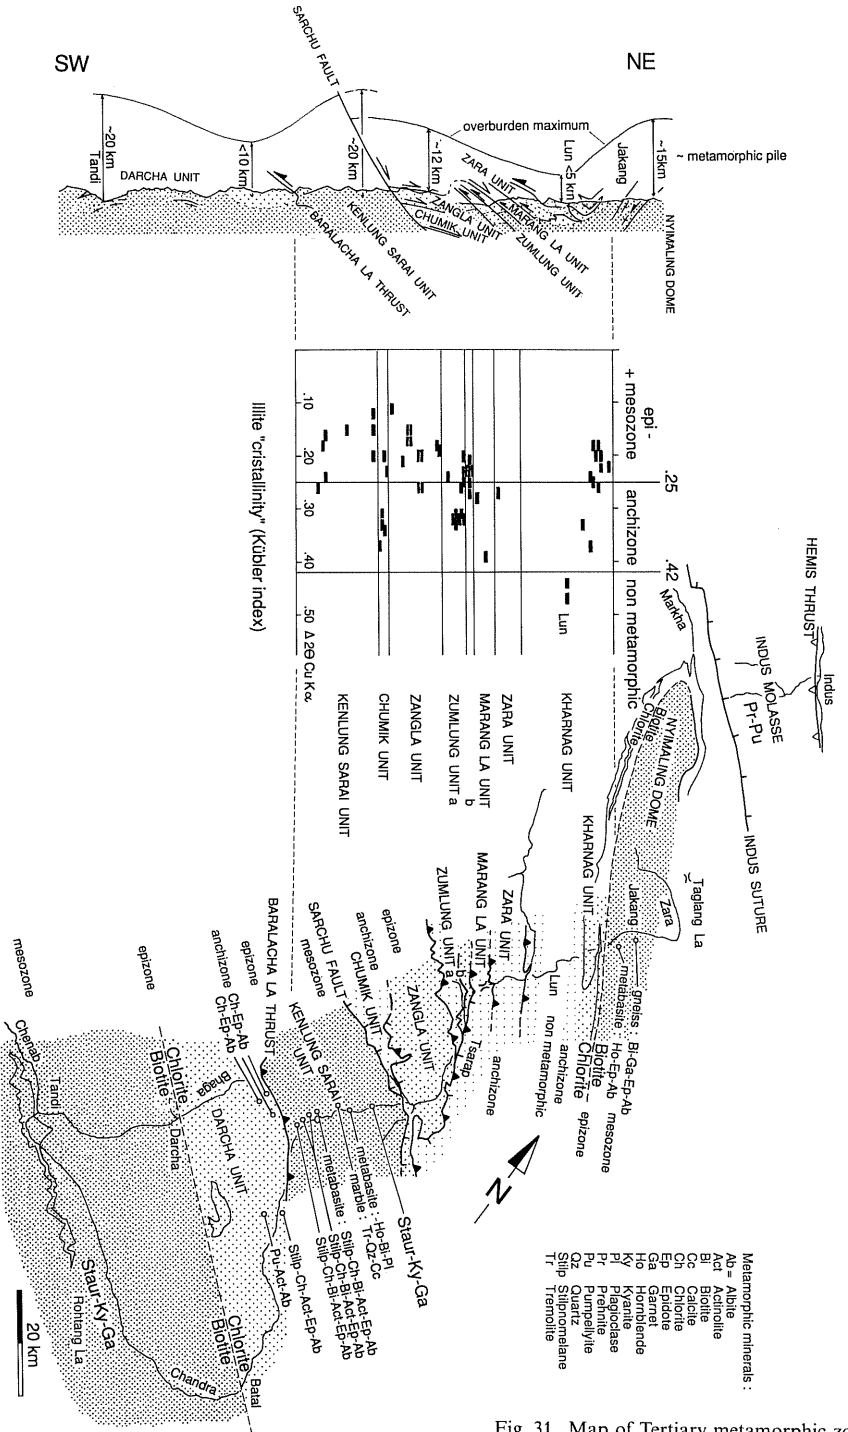 SW
NE
SARCHU FAULT
overburden maximum
~ metamorphic pile
~20 km
Tandi
DARCHA UNIT
<10 km
~20 km
~12 km
ZARA UNIT
Lun <5 km
Jakang
~15km
BARALACHA LA THRUST
KENLUNG SARAI UNIT
ZANGLA UNIT
CHUMIK UNIT
MARANG LA UNIT
ZUMLUNG UNIT
NYIMALING DOME
epi -
+ mesozone
.25
anchizone
.42
non metamorphic
.10
.20
.30
.40
.50 Δ2Θ Cu Kα
Illite "cristallinity" (Kübler index)
Lun
KENLUNG SARAI UNIT
CHUMIK UNIT
ZANGLA UNIT
ZUMLUNG UNIT a
b
MARANG LA UNIT
ZARA UNIT
KHARNAG UNIT
HEMIS THRUST
Indus
INDUS MOLASSE
Pr-Pu
INDUS SUTURE
Markha
Biotite
Chlorite
NYIMALING DOME
Taglang La
Zara
Jakang
KHARNAG UNIT
gneiss : Bi-Ga-Ep-Ab
metabasite : Ho-Ep-Ab
mesozone
Biotite
Chlorite
epizone
anchizone
Lun
non metamorphic
anchizone
ZARA UNIT
MARANG LA UNIT
ZUMLUNG UNIT a
b
Tsarap
ZANGLA UNIT
epizone
anchizone
CHUMIK UNIT
SARCHU FAULT
mesozone
KENLUNG SARAI
UNIT
BARALACHA LA THRUST
epizone
anchizone
Ch-Ep-Ab
Ch-Ep-Ab
epizone
mesozone
Chlorite
Biotite
Bhaga
Darcha
DARCHA UNIT
Chenab
Tandi
Staur-Ky-Ga
metabasite : Ho-Bi-Pl
marble : Tr-Qz-Cc
metabasite : Stilp-Ch-Bi-Act-Ep-Ab
Stilp-Ch-Bi-Act-Ep-Ab
Stilp-Ch-Bi-Act-Ep-Ab
Stilp-Ch-Act-Ep-Ab
Pu-Act-Ab
Staur-Ky-Ga
Rohtang La
Chlorite
Biotite
Batal
Chandra
20 km
N
Metamorphic minerals :
Ab = Albite
Act Actinolite
Bi Biotite
Cc Calcite
Ch Chlorite
Ep Epidote
Ga Garnet
Ho Hornblende
Ky Kyanite
Pl Plagioclase
Pr Prehnite
Pu Pumpellyite
Qz Quartz
Stilp Stilpnomelane
Tr Tremolite
Fig. 31 Map of Tertiary metamorphic